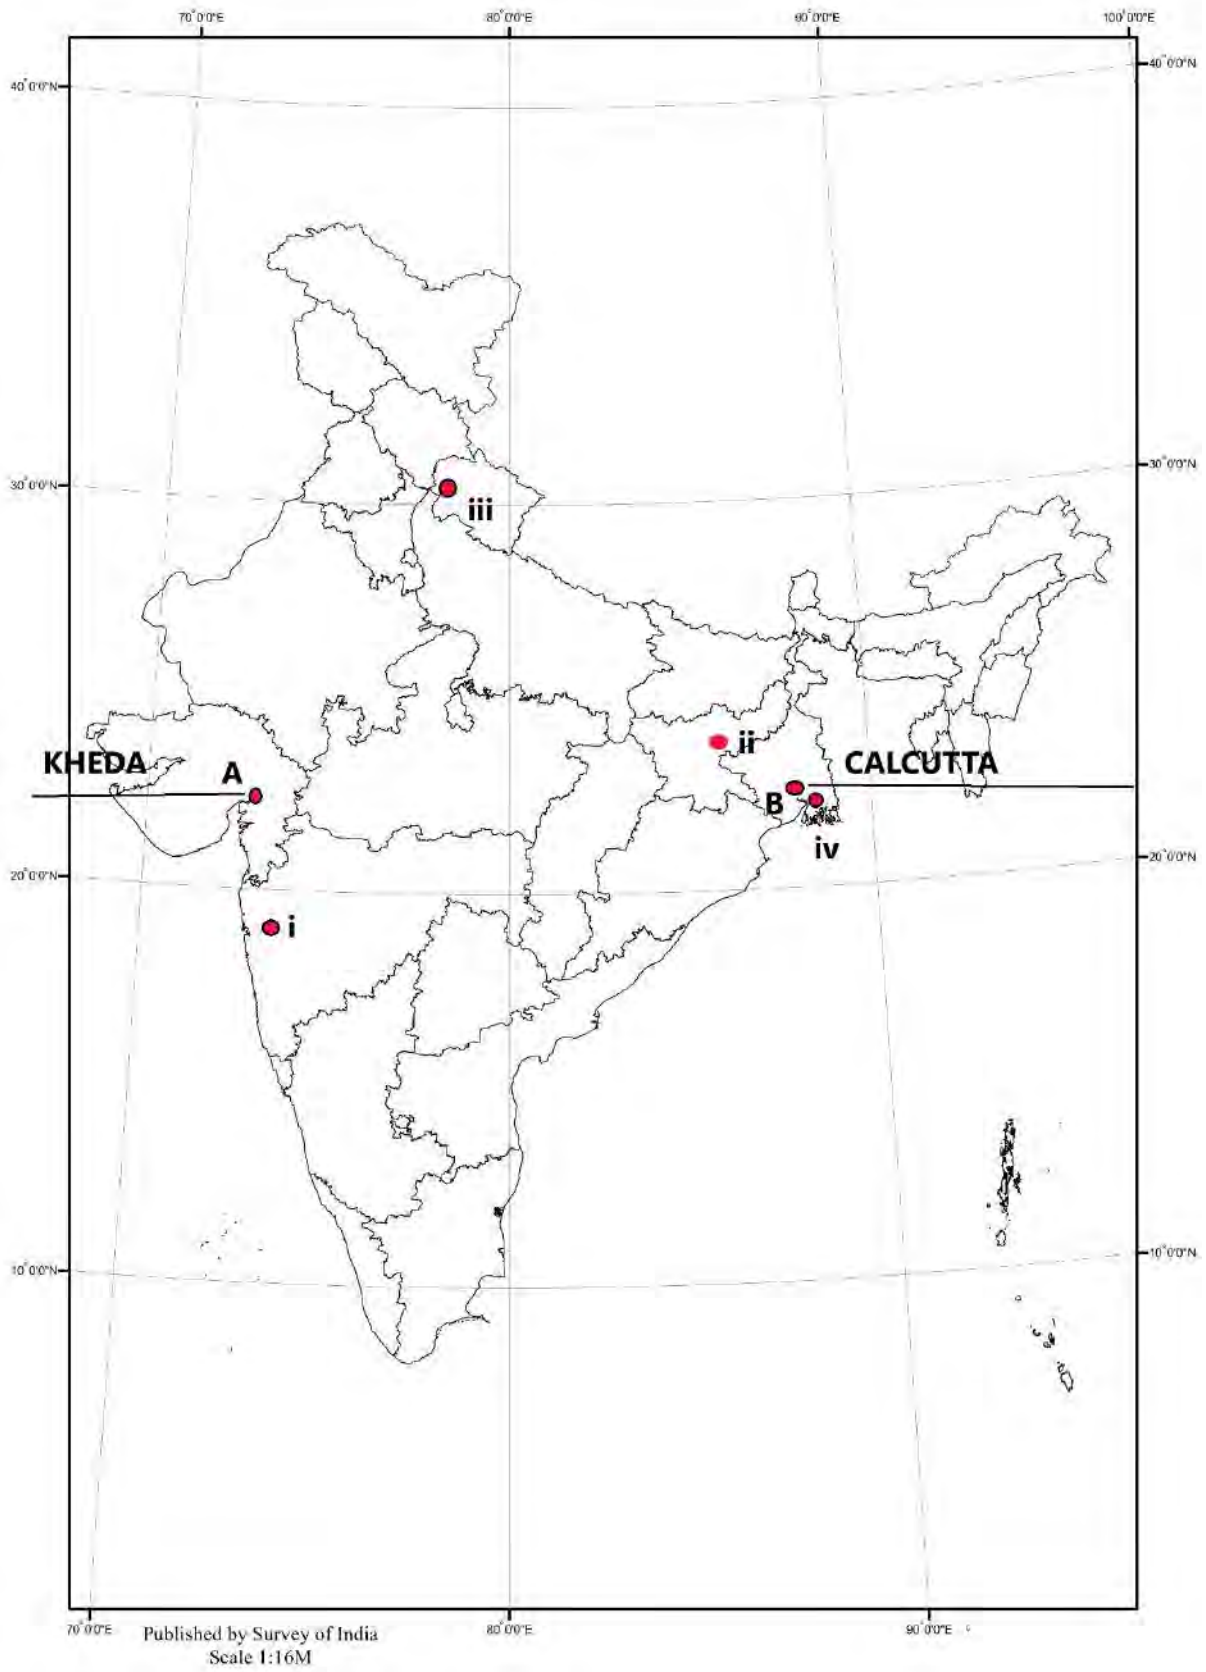 70°0'0"E 80°0'0"E 90°0'0"E 100°0'0"E
40°0'0"N 40°0'0"N
30°0'0"N 30°0'0"N
iii
ii
KHEDA A CALCUTTA
B
iv
20°0'0"N 20°0'0"N
i
10°0'0"N 10°0'0"N
70°0'0"E 80°0'0"E 90°0'0"E
Published by Survey of India
Scale 1:16M